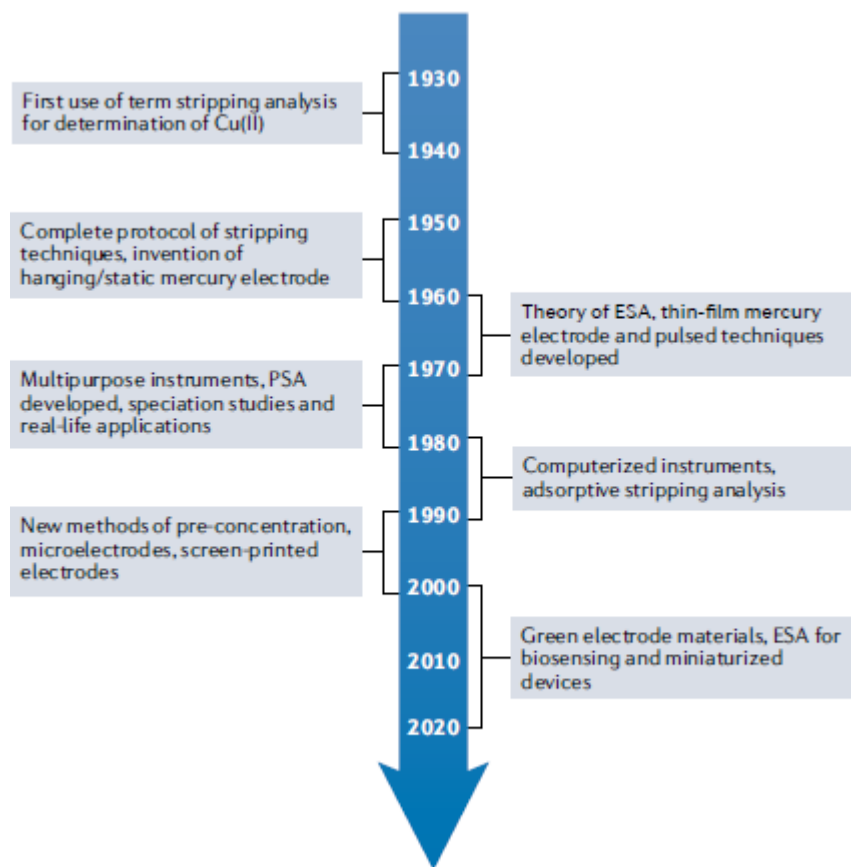 1930
First use of term stripping analysis
for determination of Cu(II)
1940
1950
Complete protocol of stripping
techniques, invention of
hanging/static mercury electrode
1960
Theory of ESA, thin-film mercury
electrode and pulsed techniques
developed
1970
Multipurpose instruments, PSA
developed, speciation studies and
real-life applications
1980
Computerized instruments,
adsorptive stripping analysis
1990
New methods of pre-concentration,
microelectrodes, screen-printed
electrodes
2000
Green electrode materials, ESA for
biosensing and miniaturized
devices
2010
2020